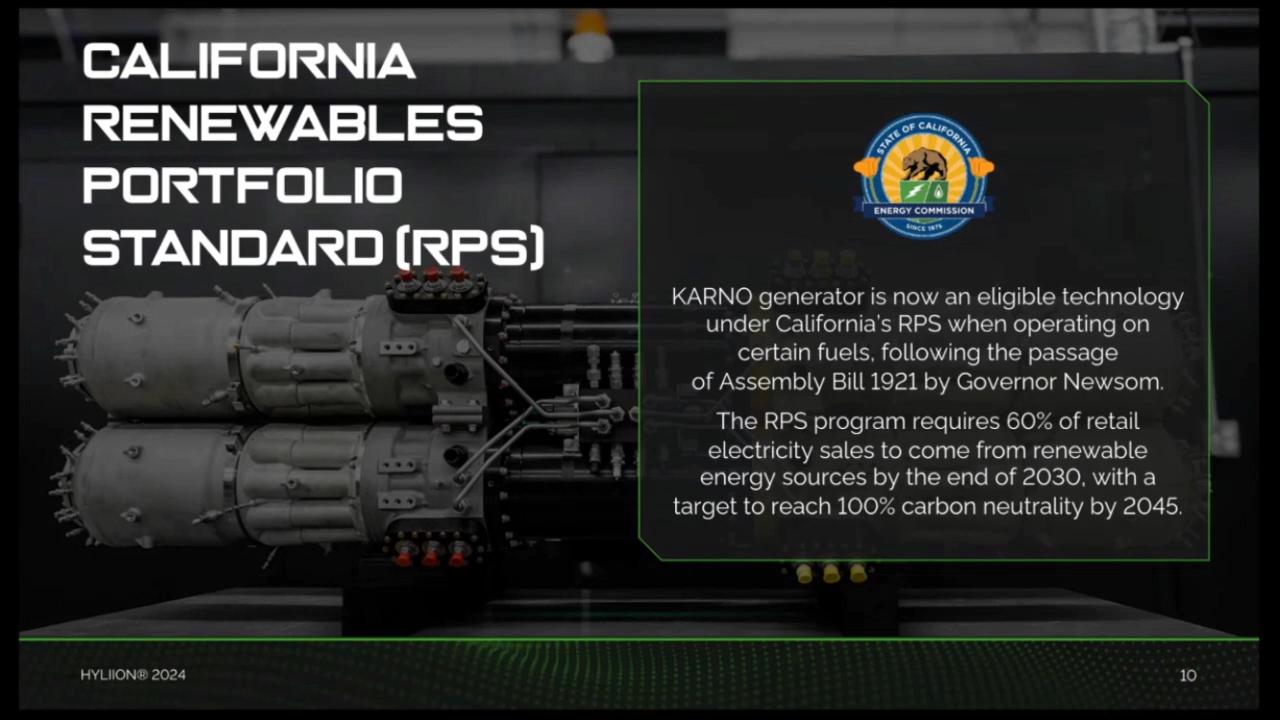 CALIFORNIA
RENEWABLES
PORTFOLIO
STANDARD (RPS)
STATE OF CALIFORNIA
ENERGY COMMISSION
SINCE 1975
KARNO generator is now an eligible technology
under California's RPS when operating on
certain fuels, following the passage
of Assembly Bill 1921 by Governor Newsom.
The RPS program requires 60% of retail
electricity sales to come from renewable
energy sources by the end of 2030, with a
target to reach 100% carbon neutrality by 2045.
HYLIION® 2024
10